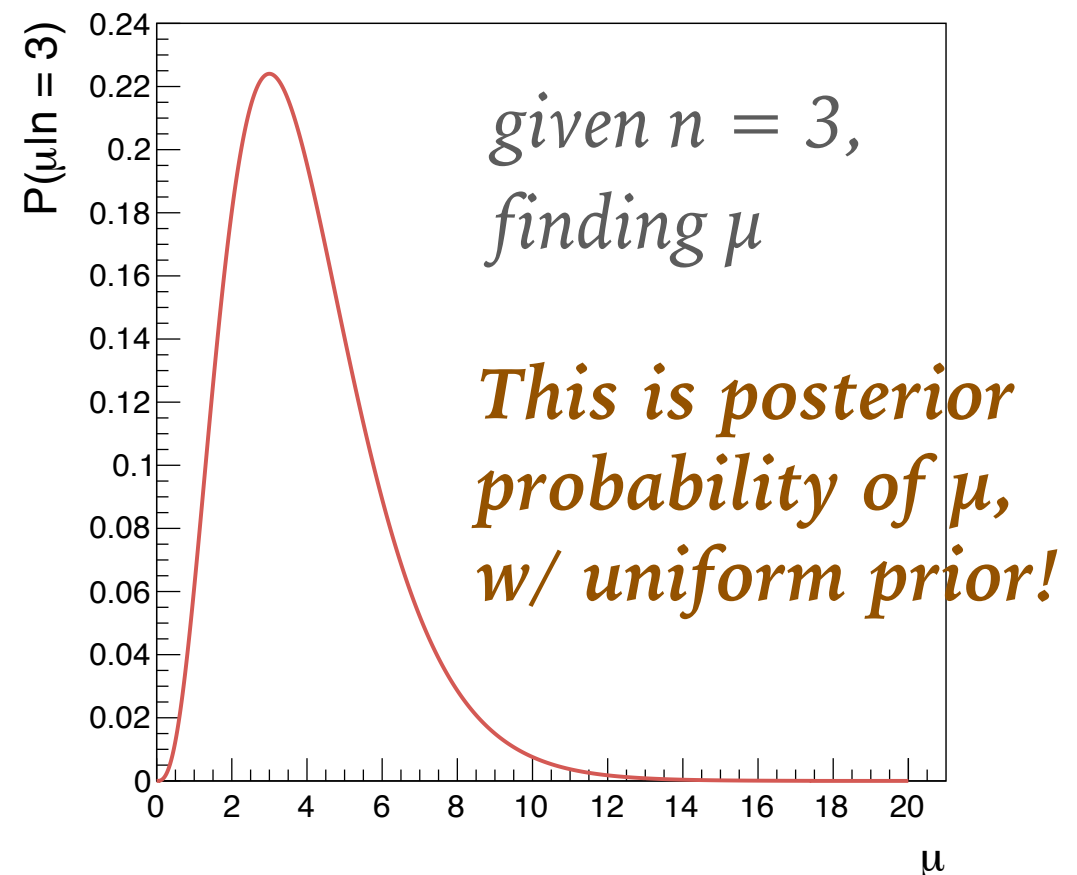 P(μ|n = 3)
0.24
0.22
0.2
0.18
0.16
0.14
0.12
0.1
0.08
0.06
0.04
0.02
0
given n = 3,
finding μ
This is posterior
probability of μ,
w/ uniform prior!
0 2 4 6 8 10 12 14 16 18 20
μ